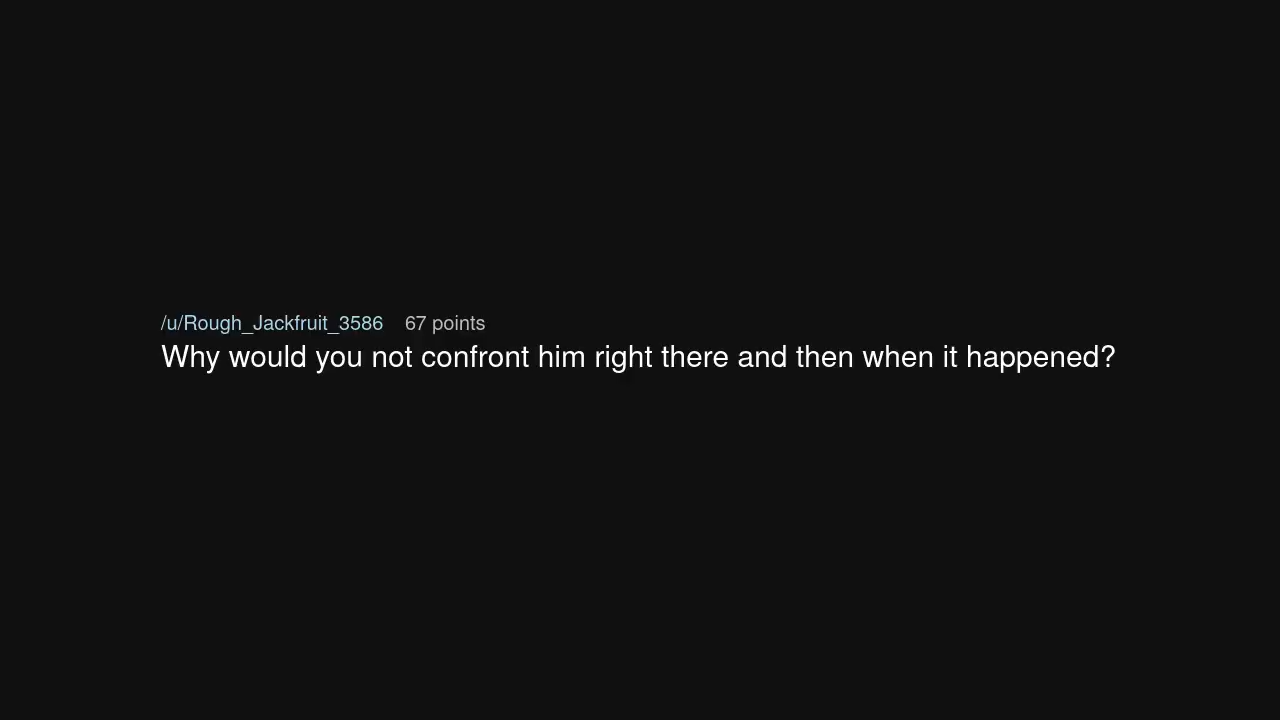 /u/Rough_Jackfruit_3586 67 points
Why would you not confront him right there and then when it happened?